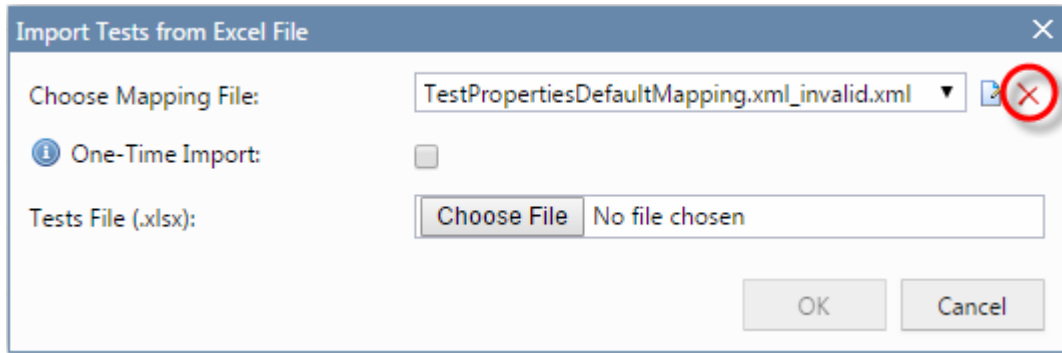 Import Tests from Excel File
Choose Mapping File: TestPropertiesDefaultMapping.xml_invalid.xml
One-Time Import:
Tests File (.xlsx): Choose File No file chosen
OK Cancel